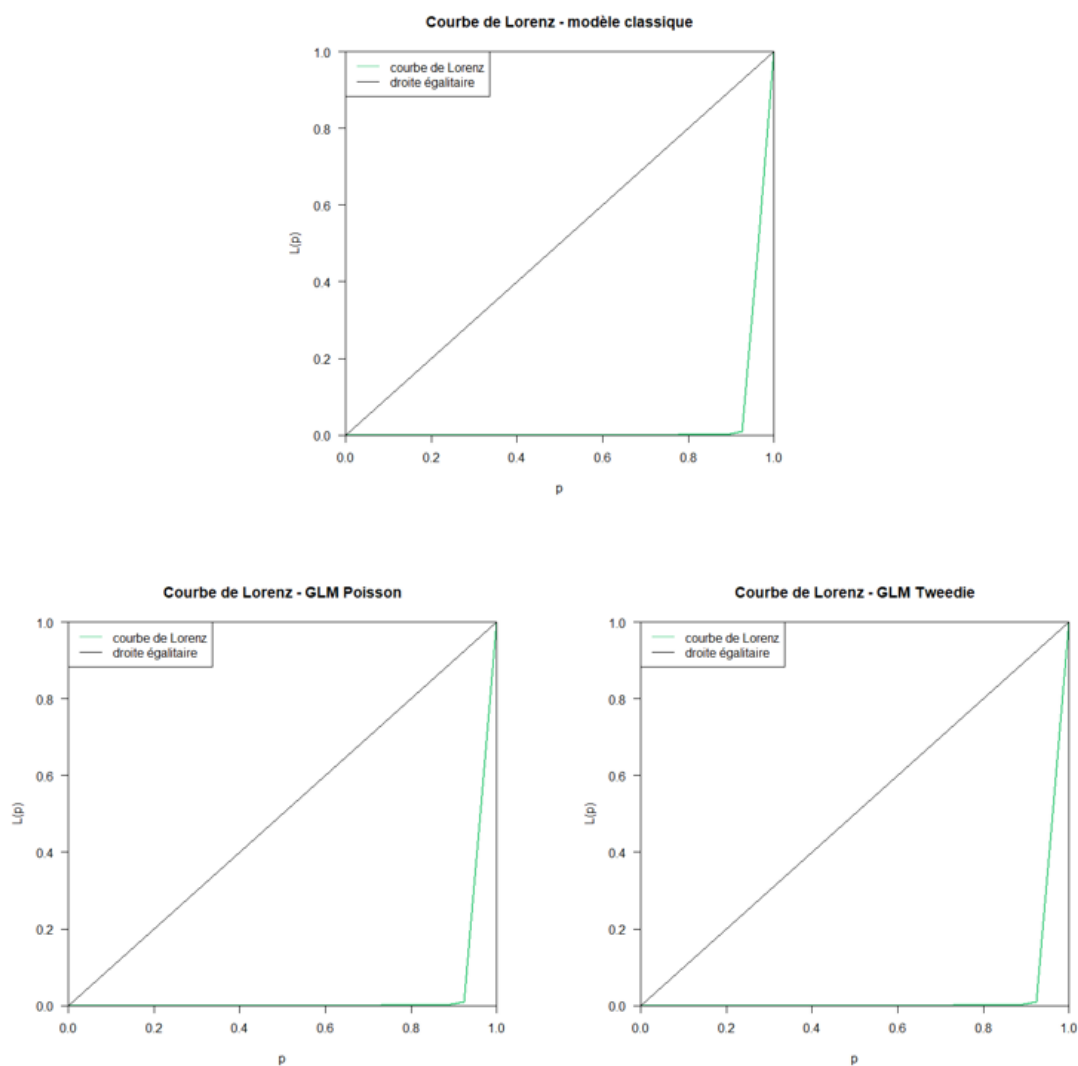 Courbe de Lorenz - modèle classique
courbe de Lorenz
droite égalitaire
1.0
0.8
0.6
0.4
0.2
0.0
L(p)
0.0 0.2 0.4 0.6 0.8 1.0
p
Courbe de Lorenz - GLM Poisson
courbe de Lorenz
droite égalitaire
1.0
0.8
0.6
0.4
0.2
0.0
L(p)
0.0 0.2 0.4 0.6 0.8 1.0
p
Courbe de Lorenz - GLM Tweedie
courbe de Lorenz
droite égalitaire
1.0
0.8
0.6
0.4
0.2
0.0
L(p)
0.0 0.2 0.4 0.6 0.8 1.0
p